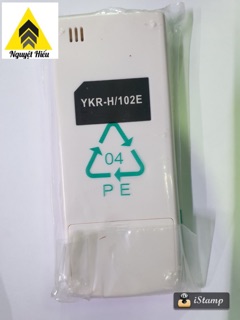 Nguyệt Hiếu
YKR-H/102E
04
PE
iStamp